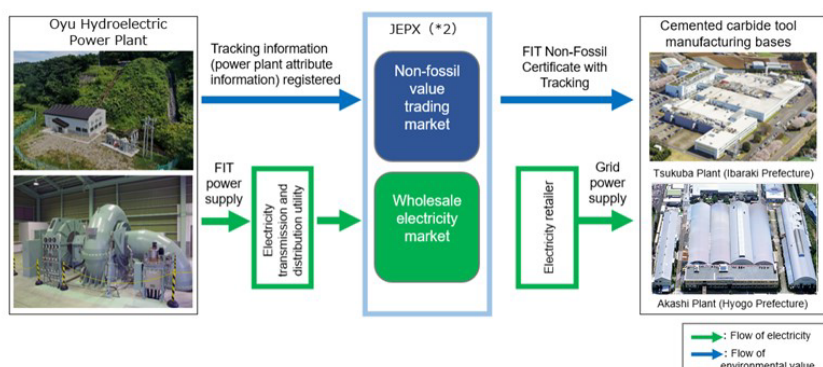 Oyu Hydroelectric
Power Plant
Tracking information
(power plant attribute
information) registered
JEPX（*2）
Non-fossil
value
trading
market
FIT Non-Fossil
Certificate with
Tracking
Cemented carbide tool
manufacturing bases
Tsukuba Plant (Ibaraki Prefecture)
FIT
power
supply
Electricity
transmission and
distribution utility
Wholesale
electricity
market
Electricity retailer
Grid
power
supply
Akashi Plant (Hyogo Prefecture)
: Flow of electricity
: Flow of
environmental value